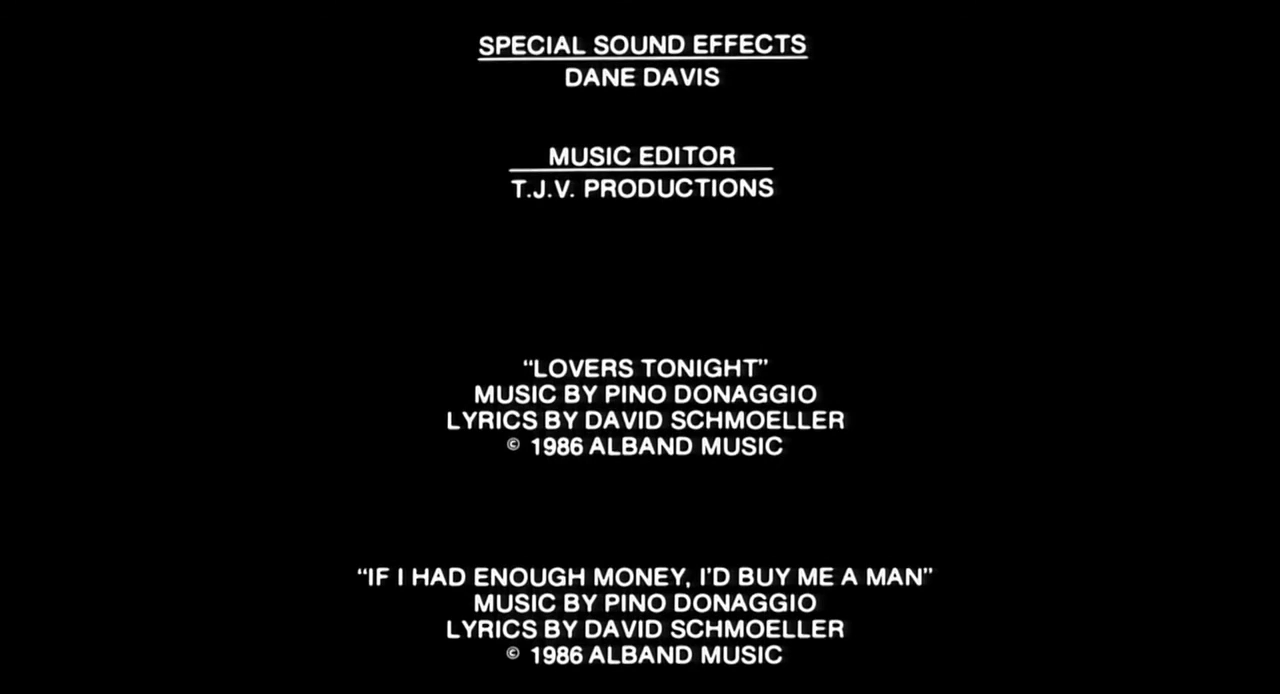 SPECIAL SOUND EFFECTS
DANE DAVIS
MUSIC EDITOR
T.J.V. PRODUCTIONS
“LOVERS TONIGHT”
MUSIC BY PINO DONAGGIO
LYRICS BY DAVID SCHMOELLER
© 1986 ALBAND MUSIC
“IF I HAD ENOUGH MONEY, I’D BUY ME A MAN”
MUSIC BY PINO DONAGGIO
LYRICS BY DAVID SCHMOELLER
© 1986 ALBAND MUSIC